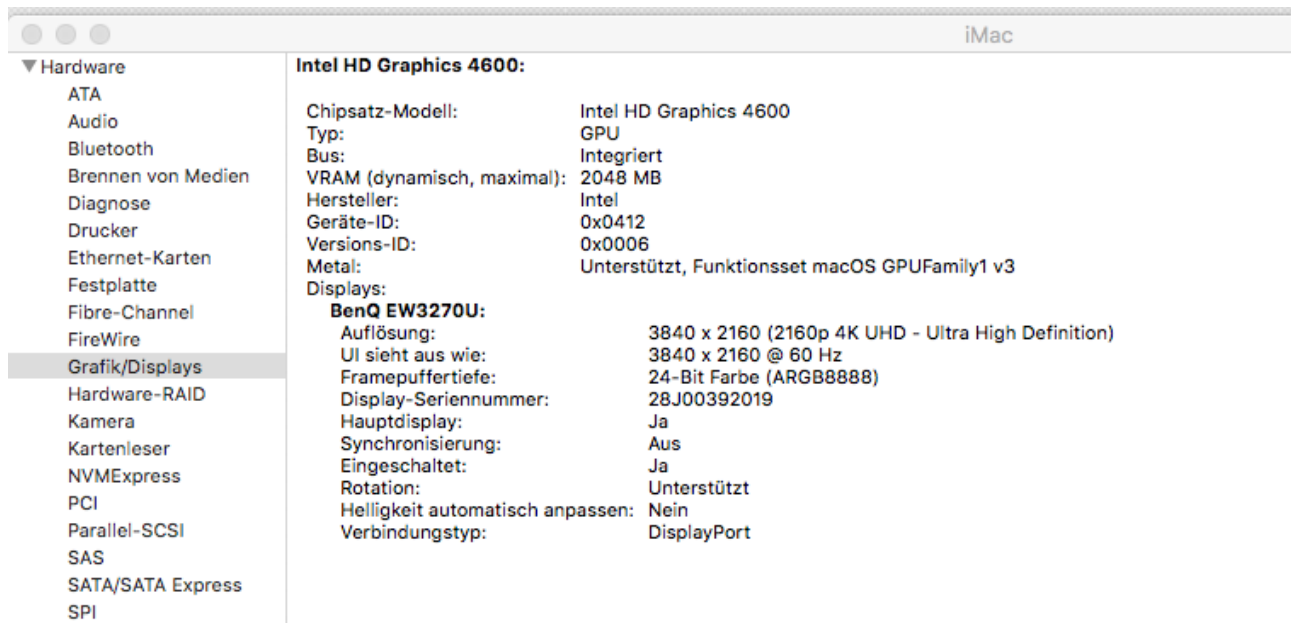 iMac
▼Hardware
ATA
Audio
Bluetooth
Brennen von Medien
Diagnose
Drucker
Ethernet-Karten
Festplatte
Fibre-Channel
FireWire
Grafik/Displays
Hardware-RAID
Kamera
Kartenleser
NVMExpress
PCI
Parallel-SCSI
SAS
SATA/SATA Express
SPI
Intel HD Graphics 4600:
Chipsatz-Modell: Intel HD Graphics 4600
Typ: GPU
Bus: Integriert
VRAM (dynamisch, maximal): 2048 MB
Hersteller: Intel
Geräte-ID: 0x0412
Versions-ID: 0x0006
Metal: Unterstützt, Funktionsset macOS GPUFamily1 v3
Displays:
BenQ EW3270U:
Auflösung: 3840 x 2160 (2160p 4K UHD - Ultra High Definition)
UI sieht aus wie: 3840 x 2160 @ 60 Hz
Framepuffertiefe: 24-Bit Farbe (ARGB8888)
Display-Seriennummer: 28J00392019
Hauptdisplay: Ja
Synchronisierung: Aus
Eingeschaltet: Ja
Rotation: Unterstützt
Helligkeit automatisch anpassen: Nein
Verbindungstyp: DisplayPort